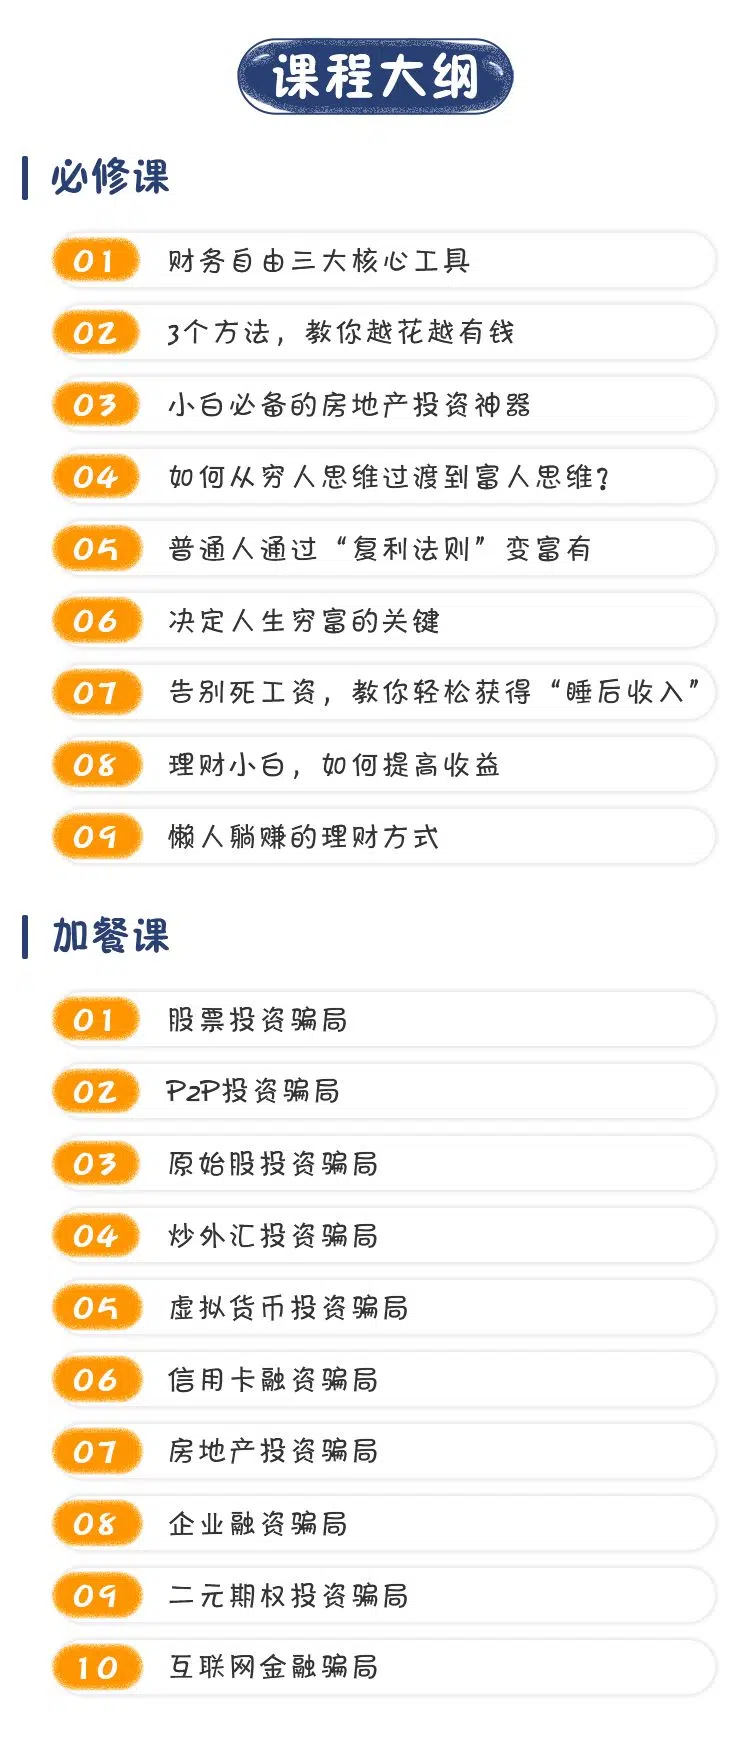 课程大纲
必修课
01 财务自由三大核心工具
02 3个方法，教你越花越有钱
03 小白必备的房地产投资神器
04 如何从穷人思维过渡到富人思维？
05 普通人通过“复利法则”变富有
06 决定人生穷富的关键
07 告别死工资，教你轻松获得“睡后收入”
08 理财小白，如何提高收益
09 懒人躺赚的理财方式
加餐课
01 股票投资骗局
02 P2P投资骗局
03 原始股投资骗局
04 炒外汇投资骗局
05 虚拟货币投资骗局
06 信用卡融资骗局
07 房地产投资骗局
08 企业融资骗局
09 二元期权投资骗局
10 互联网金融骗局